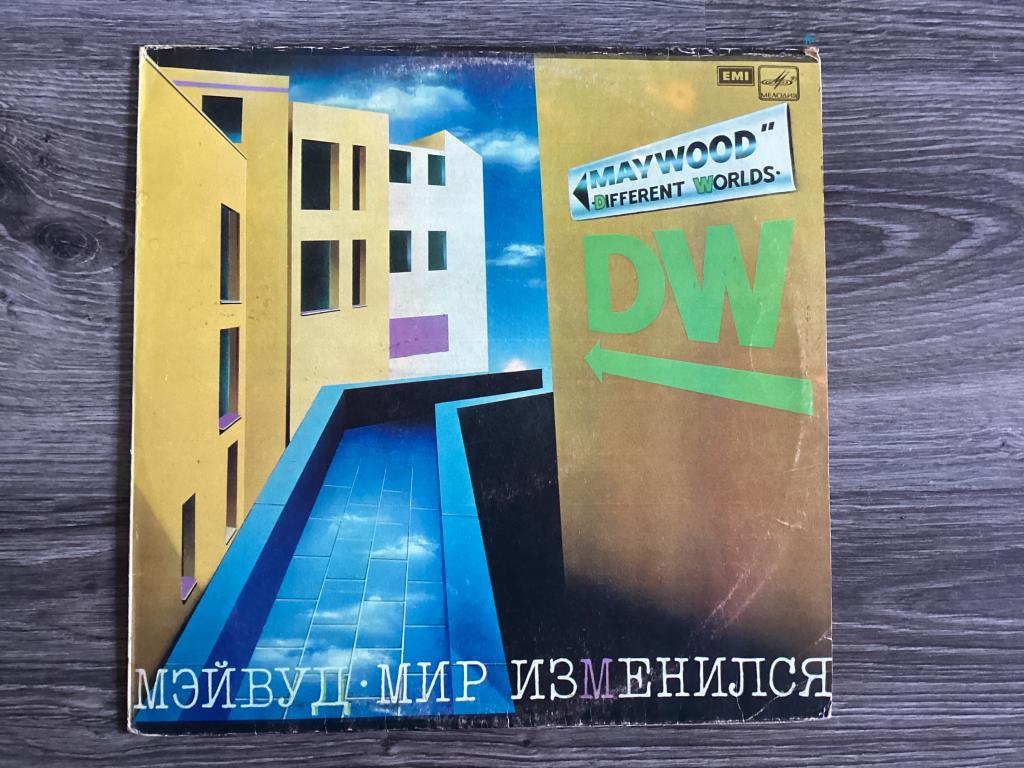 EMI
МЕЛОДИЯ
MAYWOOD"
·DIFFERENT WORLDS·
DW
МЭЙВУД·МИР ИЗМЕНИЛСЯ